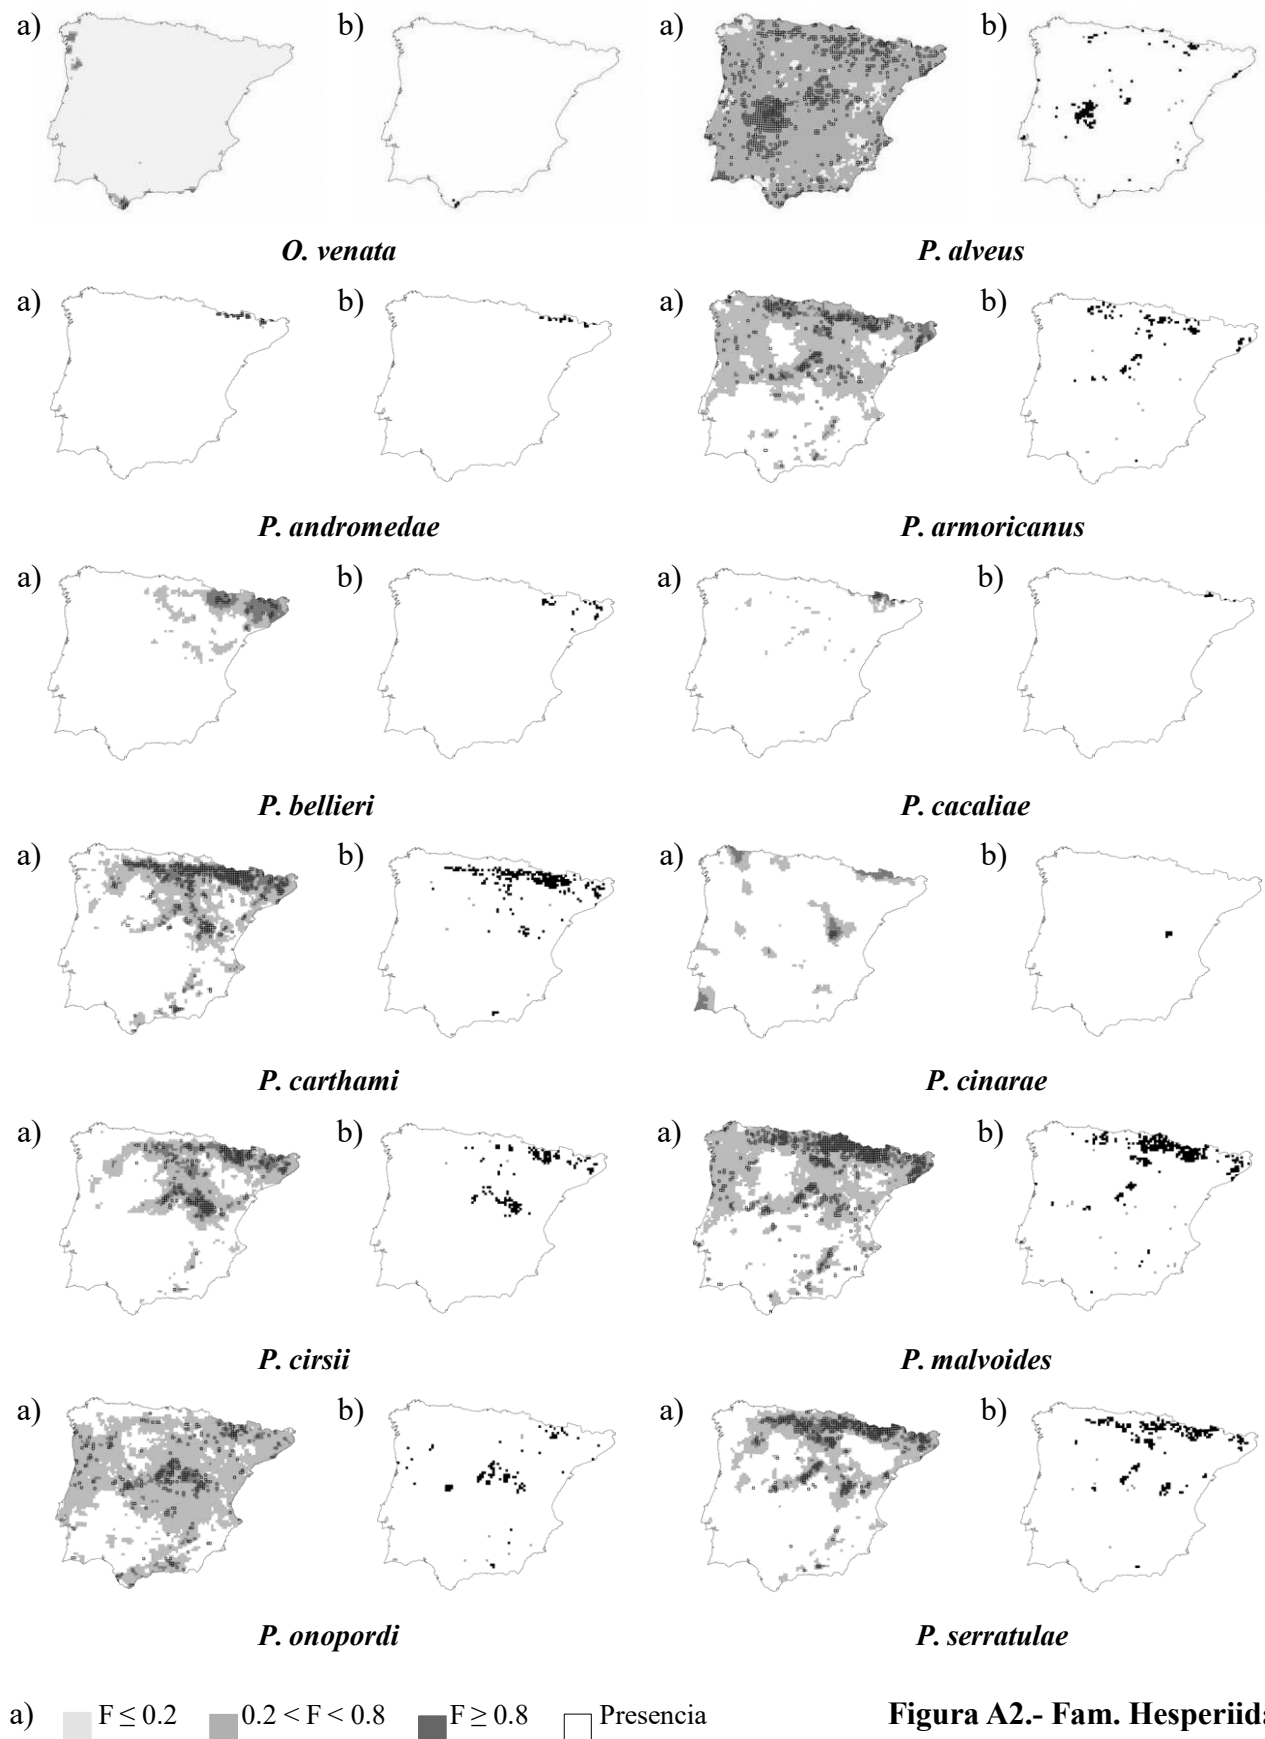 a) b) a) b)
O. venata P. alveus
a) b) a) b)
P. andromedae P. armoricanus
a) b) a) b)
P. bellieri P. cacaliae
a) b) a) b)
P. carthami P. cinarae
a) b) a) b)
P. cirsii P. malvoides
a) b) a) b)
P. onopordi P. serratulae
a) F ≤ 0.2 0.2 < F < 0.8 F ≥ 0.8 Presencia Figura A2.- Fam.